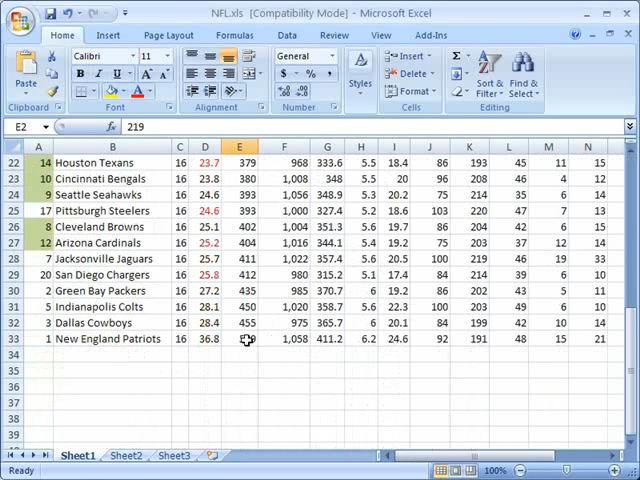 NFL.xls [Compatibility Mode] - Microsoft Excel
Home Insert Page Layout Formulas Data Review View Add-Ins
Paste
Clipboard
Calibri 11
B I U
Font
Alignment
General
$ % ,
Number
Styles
Insert
Delete
Format
Cells
Σ
Sort & Filter
Find & Select
Editing
E2 fx 219
A B C D E F G H I J K L M N
22 14 Houston Texans 16 23.7 379 968 333.6 5.5 18.4 86 193 45 11 15
23 10 Cincinnati Bengals 16 23.8 380 1,008 348 5.5 20 96 208 46 4 12
24 9 Seattle Seahawks 16 24.6 393 1,056 348.9 5.3 20.2 75 214 35 6 14
25 17 Pittsburgh Steelers 16 24.6 393 1,000 327.4 5.2 18.6 103 220 47 7 13
26 8 Cleveland Browns 16 25.1 402 1,004 351.3 5.6 19.7 86 204 42 6 15
27 12 Arizona Cardinals 16 25.2 404 1,016 344.1 5.4 19.2 75 203 37 12 14
28 7 Jacksonville Jaguars 16 25.7 411 1,022 357.4 5.6 20.5 100 219 46 19 33
29 20 San Diego Chargers 16 25.8 412 980 315.2 5.1 17.4 84 214 39 6 10
30 2 Green Bay Packers 16 27.2 435 985 370.7 6 19.2 86 202 43 5 11
31 5 Indianapolis Colts 16 28.1 450 1,020 358.7 5.6 22.3 100 203 49 6 10
32 3 Dallas Cowboys 16 28.4 455 975 365.7 6 20.1 84 199 42 10 14
33 1 New England Patriots 16 36.8 1,058 411.2 6.2 24.6 92 191 48 15 21
34
35
36
37
38
39
Sheet1 Sheet2 Sheet3
Ready 100%